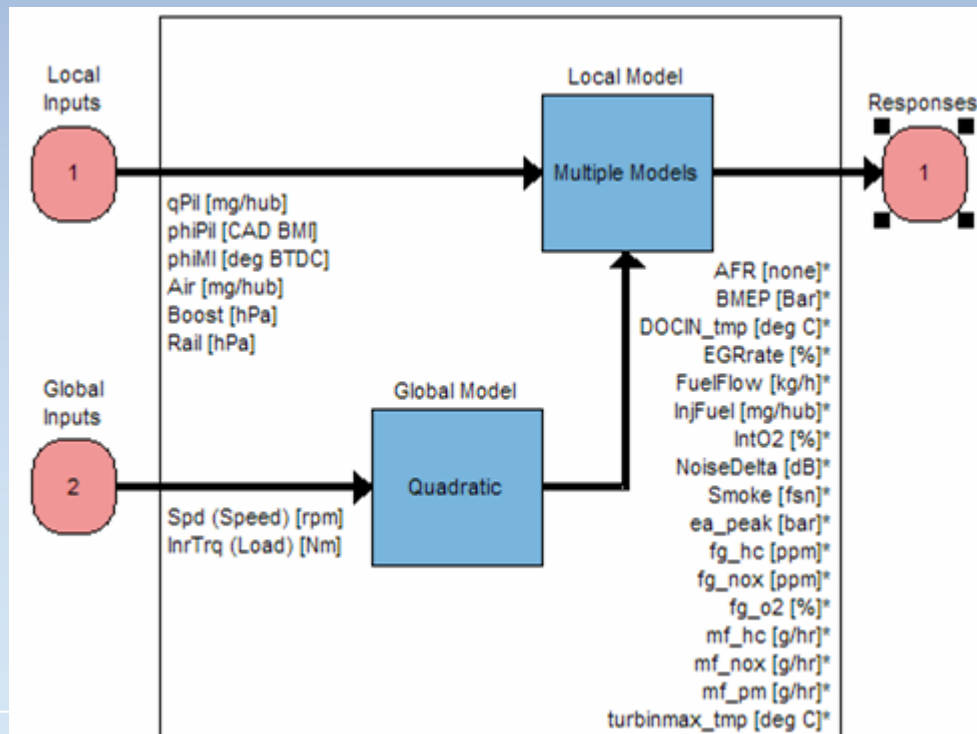 Local
Inputs
1
qPil [mg/hub]
phiPil [CAD BMI]
phiMI [deg BTDC]
Air [mg/hub]
Boost [hPa]
Rail [hPa]
Local Model
Multiple Models
Responses
1
Global
Inputs
2
Spd (Speed) [rpm]
InrTrq (Load) [Nm]
Global Model
Quadratic
AFR [none]*
BMEP [Bar]*
DOCIN_tmp [deg C]*
EGRrate [%]*
FuelFlow [kg/h]*
InjFuel [mg/hub]*
IntO2 [%]*
NoiseDelta [dB]*
Smoke [fsn]*
ea_peak [bar]*
fg_hc [ppm]*
fg_nox [ppm]*
fg_o2 [%]*
mf_hc [g/hr]*
mf_nox [g/hr]*
mf_pm [g/hr]*
turbinmax_tmp [deg C]*